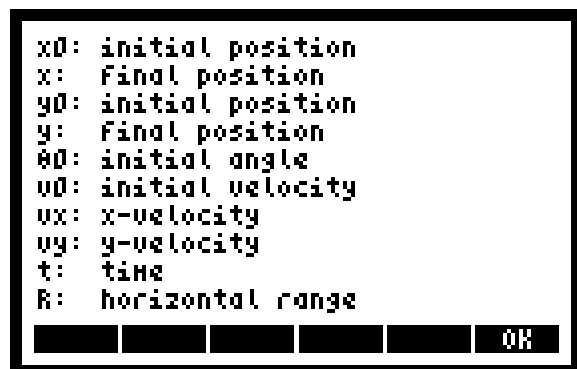 x0: initial position
x: final position
y0: initial position
y: final position
θ0: initial angle
v0: initial velocity
vx: x-velocity
vy: y-velocity
t: time
R: horizontal range
OK